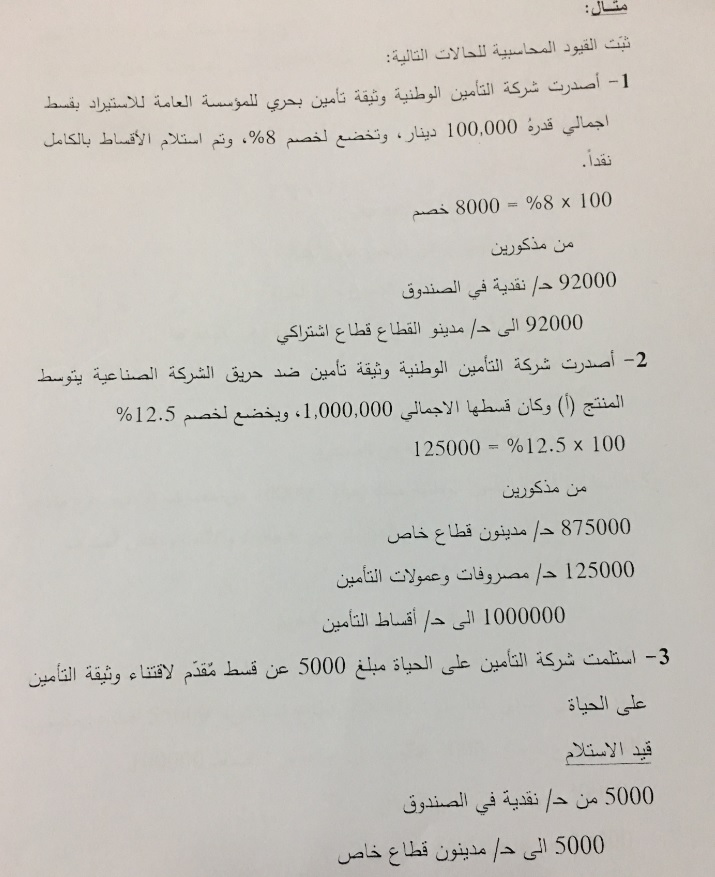 مثـال:
ثبّت القيود المحاسبية للحالات التالية:
1- أصدرت شركة التأمين الوطنية وثيقة تأمين بحري للمؤسسة العامة للاستيراد بقسط
اجمالي قدرهُ 100,000 دينار، وتخضع لخصم 8%، وتم استلام الأقساط بالكامل
نقداً.
100 × 8% = 8000 خصم
من مذكورين
92000 حـ/ نقدية في الصندوق
92000 الى حـ/ مدينو القطاع قطاع اشتراكي
2- أصدرت شركة التأمين الوطنية وثيقة تأمين ضد حريق الشركة الصناعية يتوسط
المنتج (أ) وكان قسطها الاجمالي 1,000,000، ويخضع لخصم 12.5%
100 × 12.5% = 125000
من مذكورين
875000 حـ/ مدينون قطاع خاص
125000 حـ/ مصروفات وعمولات التأمين
1000000 الى حـ/ أقساط التأمين
3- استلمت شركة التأمين على الحياة مبلغ 5000 عن قسط مٌقدّم لاقتناء وثيقة التأمين
على الحياة
قيد الاستلام
5000 من حـ/ نقدية في الصندوق
5000 الى حـ/ مدينون قطاع خاص